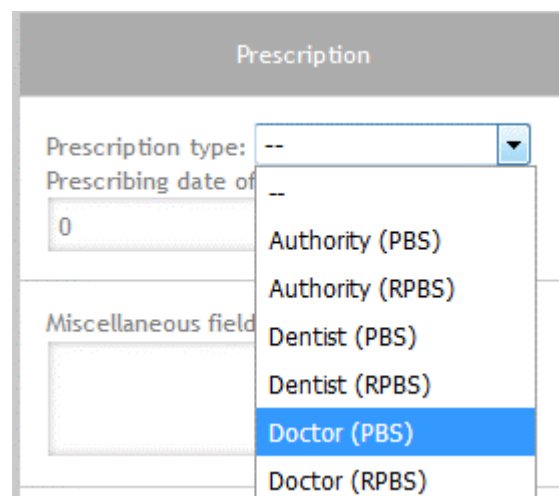 Prescription
Prescription type: --
Prescribing date of
--
0
Authority (PBS)
Authority (RPBS)
Miscellaneous field
Dentist (PBS)
Dentist (RPBS)
Doctor (PBS)
Doctor (RPBS)